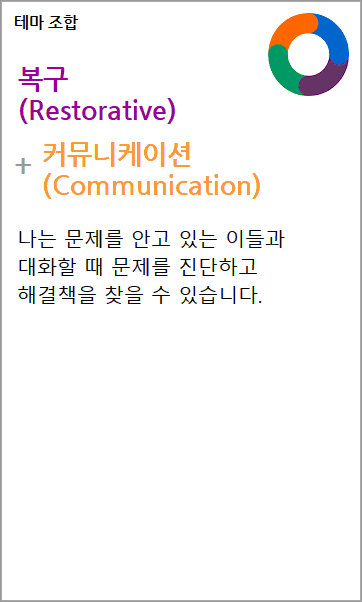 테마 조합
복구
(Restorative)
+ 커뮤니케이션
(Communication)
나는 문제를 안고 있는 이들과
대화할 때 문제를 진단하고
해결책을 찾을 수 있습니다.